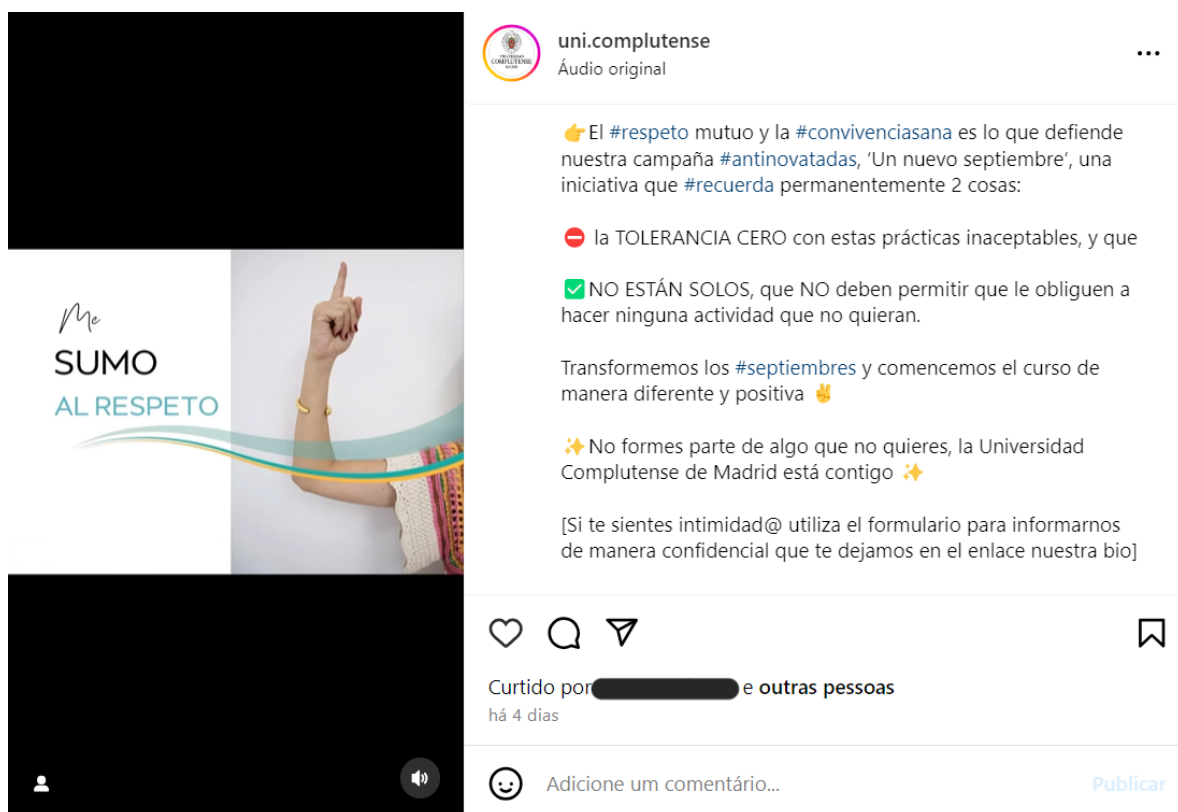 uni.complutense
Áudio original
Me
SUMO
AL RESPETO
👉El #respeto mutuo y la #convivenciasana es lo que defiende
nuestra campaña #antinovatadas, ‘Un nuevo septiembre’, una
iniciativa que #recuerda permanentemente 2 cosas:
⛔ la TOLERANCIA CERO con estas prácticas inaceptables, y que
✅NO ESTÁN SOLOS, que NO deben permitir que le obliguen a
hacer ninguna actividad que no quieran.
Transformemos los #septiembres y comencemos el curso de
manera diferente y positiva ✌️
✨No formes parte de algo que no quieres, la Universidad
Complutense de Madrid está contigo ✨
[Si te sientes intimidad@ utiliza el formulario para informarnos
de manera confidencial que te dejamos en el enlace nuestra bio]
Curtido por e outras pessoas
há 4 dias
Adicione um comentário...
Publicar